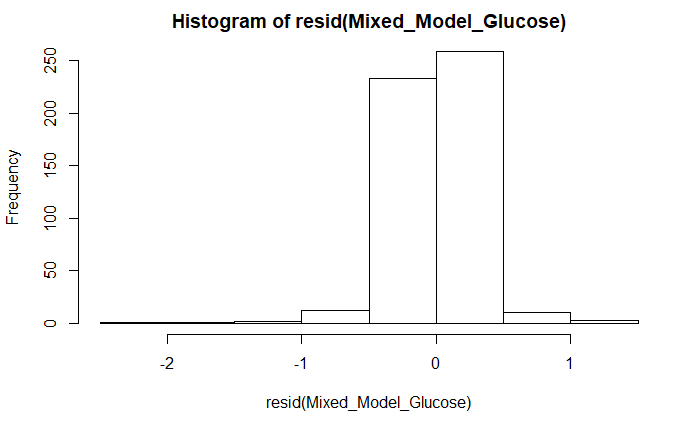 Histogram of resid(Mixed_Model_Glucose)
Frequency
250
200
150
100
50
0
-2 -1 0 1
resid(Mixed_Model_Glucose)